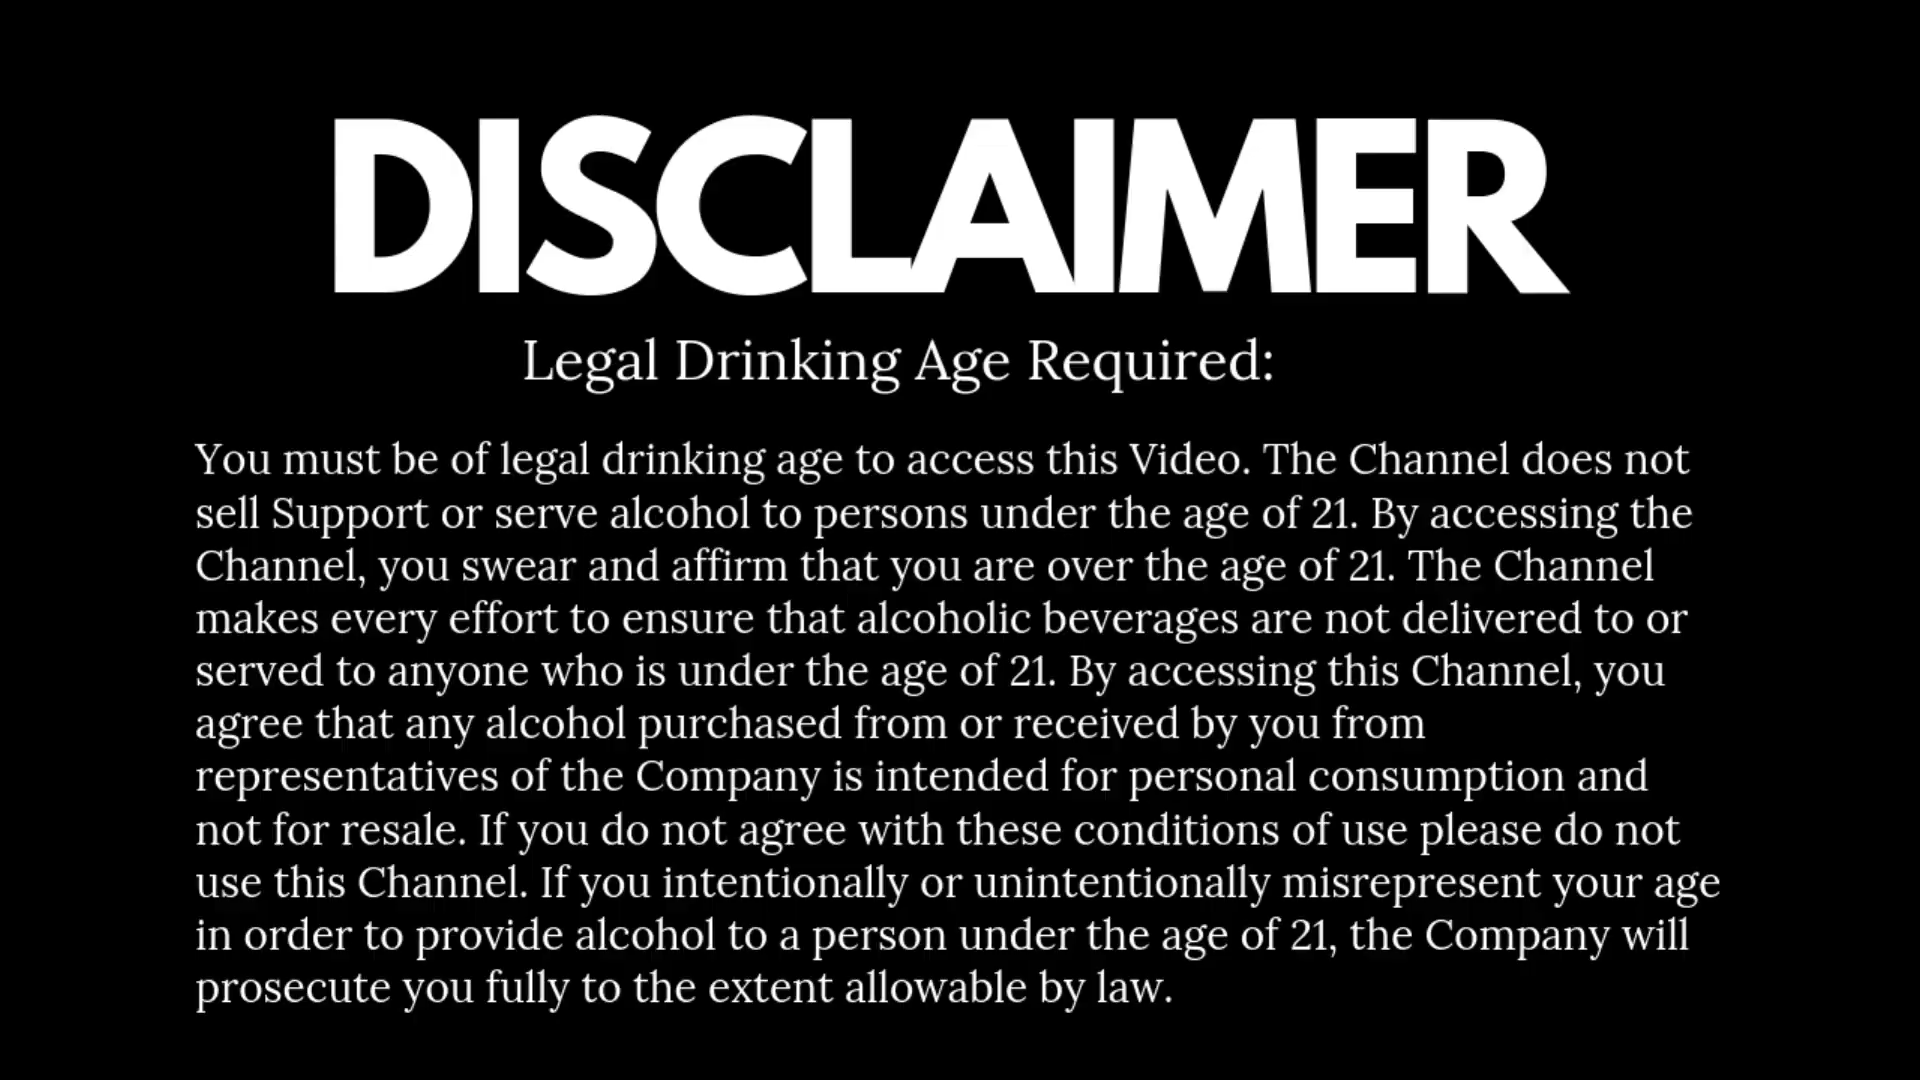 DISCLAIMER
Legal Drinking Age Required:
You must be of legal drinking age to access this Video. The Channel does not
sell Support or serve alcohol to persons under the age of 21. By accessing the
Channel, you swear and affirm that you are over the age of 21. The Channel
makes every effort to ensure that alcoholic beverages are not delivered to or
served to anyone who is under the age of 21. By accessing this Channel, you
agree that any alcohol purchased from or received by you from
representatives of the Company is intended for personal consumption and
not for resale. If you do not agree with these conditions of use please do not
use this Channel. If you intentionally or unintentionally misrepresent your age
in order to provide alcohol to a person under the age of 21, the Company will
prosecute you fully to the extent allowable by law.